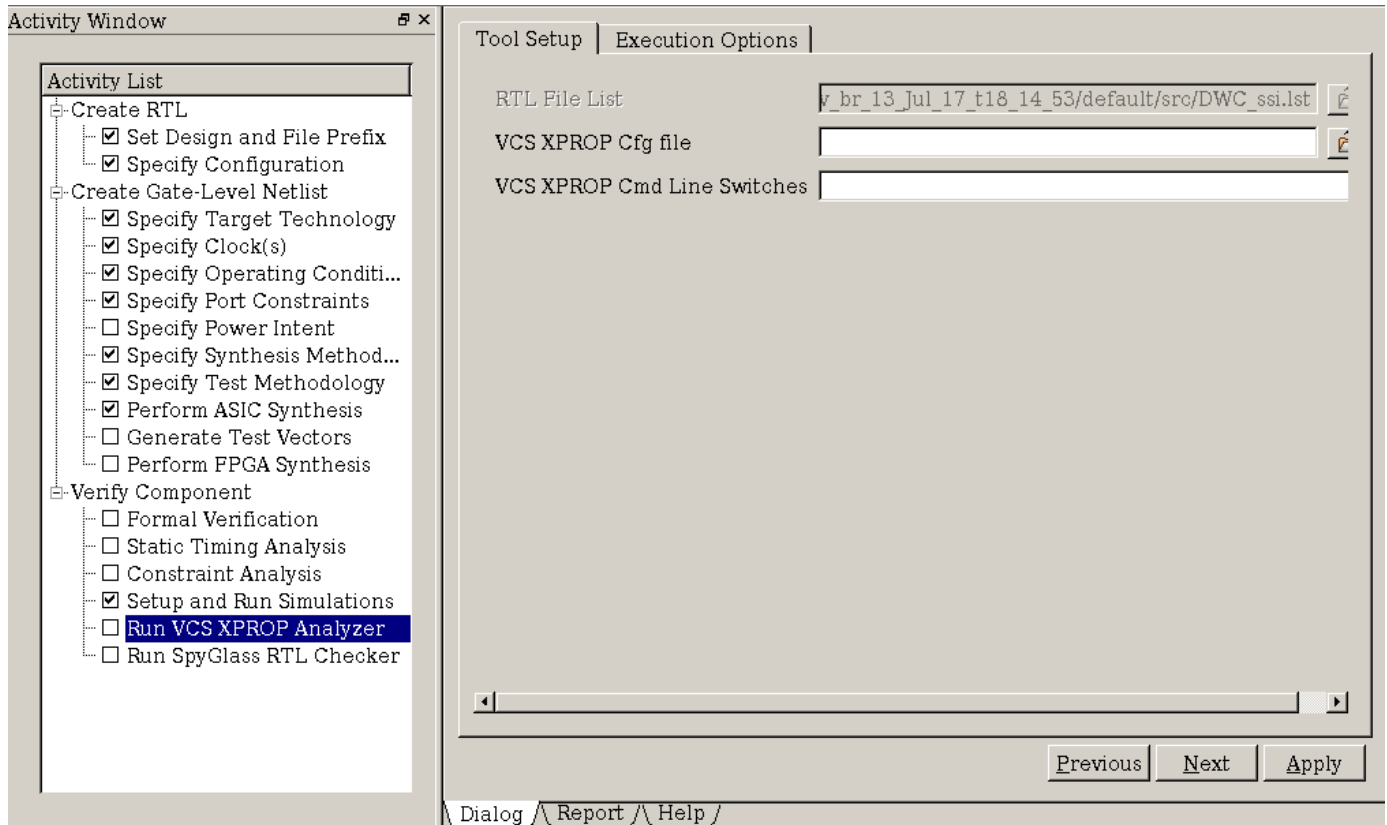 Activity Window
Activity List
Create RTL
Set Design and File Prefix
Specify Configuration
Create Gate-Level Netlist
Specify Target Technology
Specify Clock(s)
Specify Operating Conditi...
Specify Port Constraints
Specify Power Intent
Specify Synthesis Method...
Specify Test Methodology
Perform ASIC Synthesis
Generate Test Vectors
Perform FPGA Synthesis
Verify Component
Formal Verification
Static Timing Analysis
Constraint Analysis
Setup and Run Simulations
Run VCS XPROP Analyzer
Run SpyGlass RTL Checker
Tool Setup Execution Options
RTL File List v_br_13_Jul_17_t18_14_53/default/src/DWC_ssi.lst
VCS XPROP Cfg file
VCS XPROP Cmd Line Switches
Previous Next Apply
Dialog Report Help